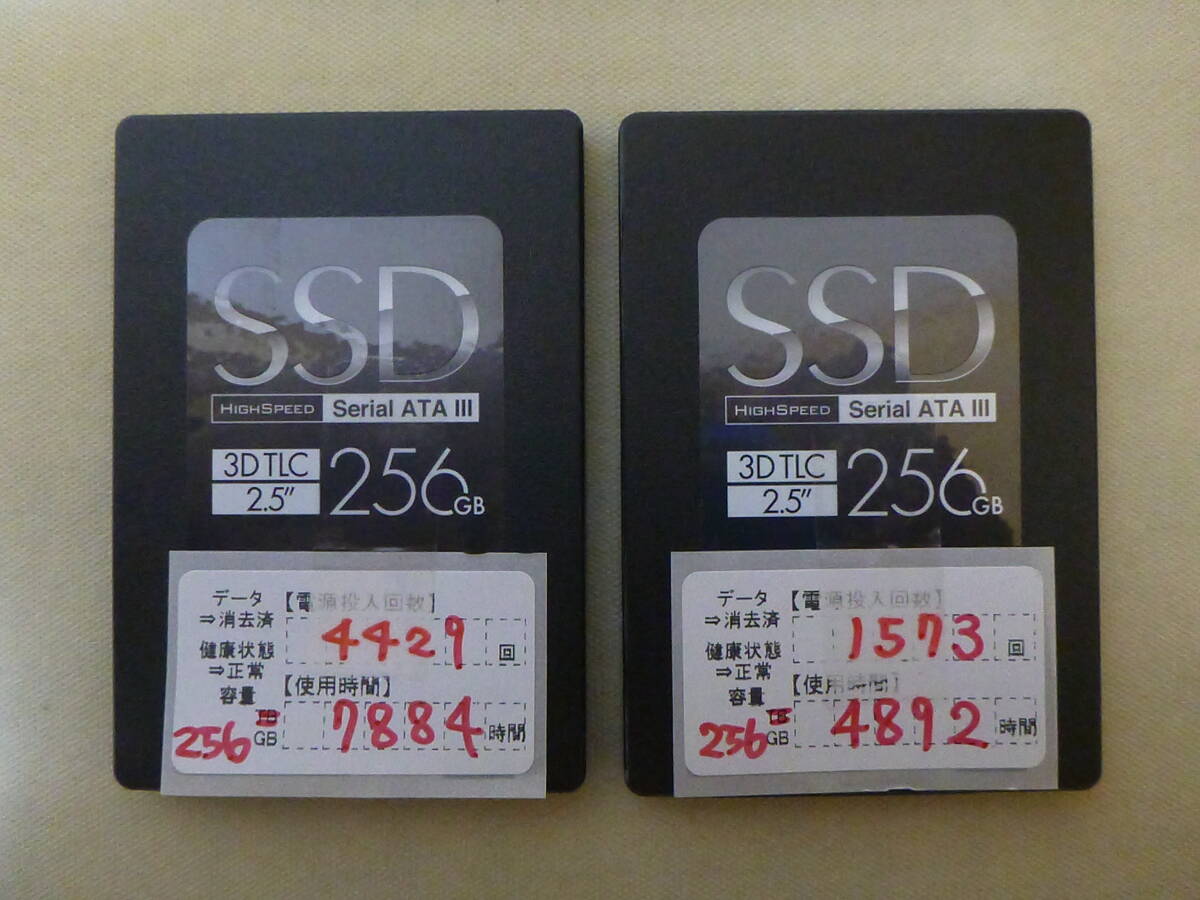 SSD
HIGHSPEED Serial ATA III
3D TLC
2.5"
256GB
データ
⇒消去済
健康状態
⇒正常
容量
256
TB
GB
【電源投入回数】
4429 回
【使用時間】
7884 時間
SSD
HIGHSPEED Serial ATA III
3D TLC
2.5"
256GB
データ
⇒消去済
健康状態
⇒正常
容量
256
TB
GB
【電源投入回数】
1573 回
【使用時間】
4892 時間